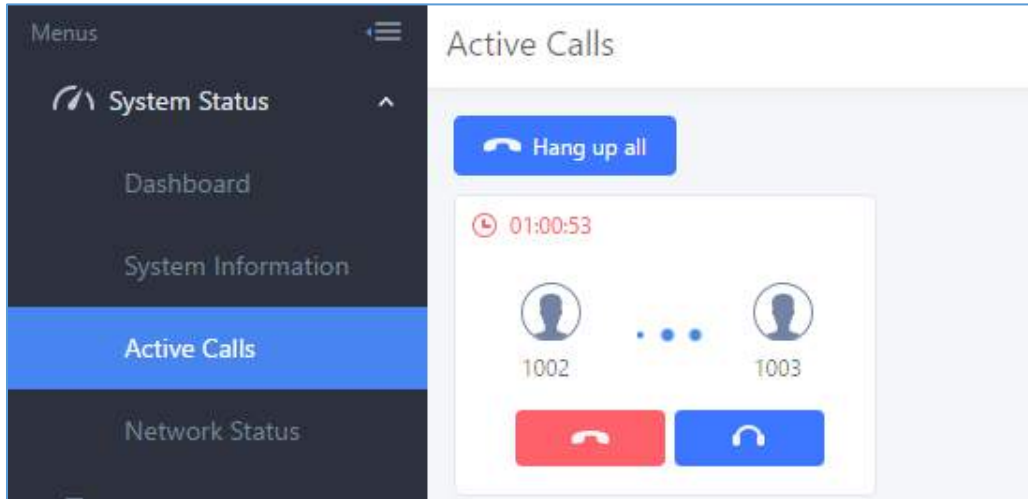 Menus
System Status
Dashboard
System Information
Active Calls
Network Status
Active Calls
Hang up all
01:00:53
1002
1003